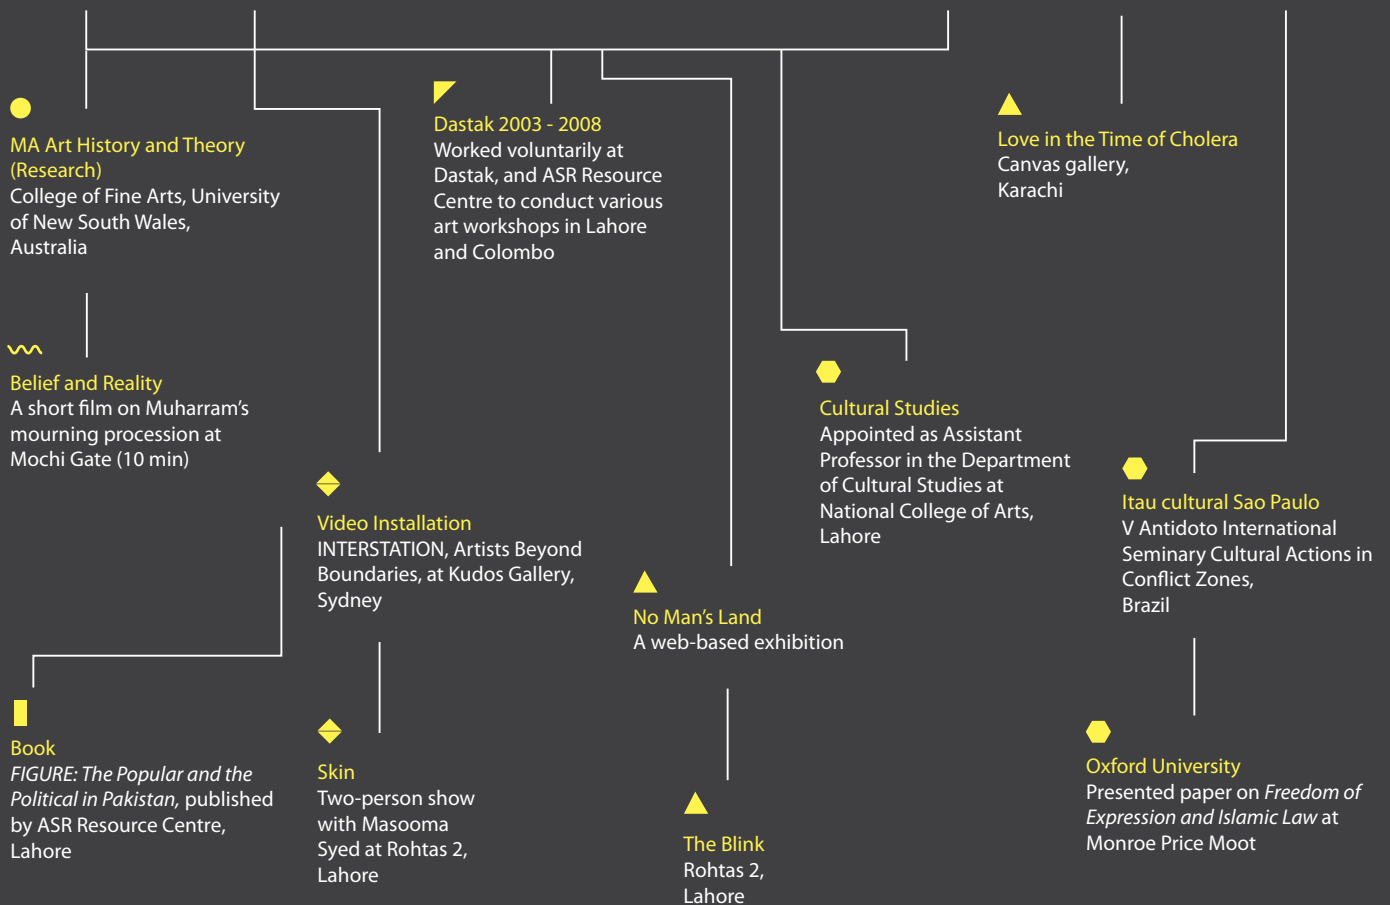 MA Art History and Theory
(Research)
College of Fine Arts, University
of New South Wales,
Australia
Belief and Reality
A short film on Muharram’s
mourning procession at
Mochi Gate (10 min)
Book
FIGURE: The Popular and the
Political in Pakistan, published
by ASR Resource Centre,
Lahore
Video Installation
INTERSTATION, Artists Beyond
Boundaries, at Kudos Gallery,
Sydney
Skin
Two-person show
with Masooma
Syed at Rohtas 2,
Lahore
Dastak 2003 - 2008
Worked voluntarily at
Dastak, and ASR Resource
Centre to conduct various
art workshops in Lahore
and Colombo
No Man’s Land
A web-based exhibition
The Blink
Rohtas 2,
Lahore
Cultural Studies
Appointed as Assistant
Professor in the Department
of Cultural Studies at
National College of Arts,
Lahore
Love in the Time of Cholera
Canvas gallery,
Karachi
Itau cultural Sao Paulo
V Antidoto International
Seminary Cultural Actions in
Conflict Zones,
Brazil
Oxford University
Presented paper on Freedom of
Expression and Islamic Law at
Monroe Price Moot